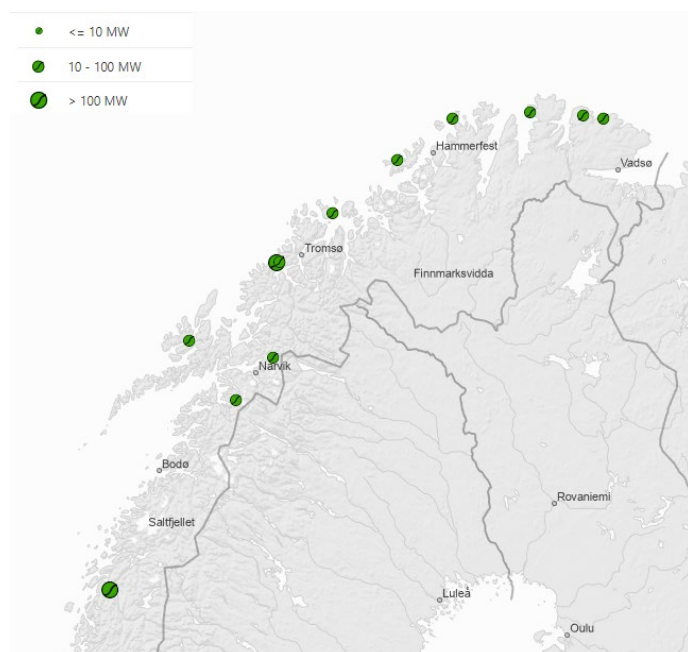 <= 10 MW
10 - 100 MW
> 100 MW
Hammerfest
Vadsø
Tromsø
Finnmarksvidda
Narvik
Bodø
Rovaniemi
Saltfjellet
Luleå
Oulu